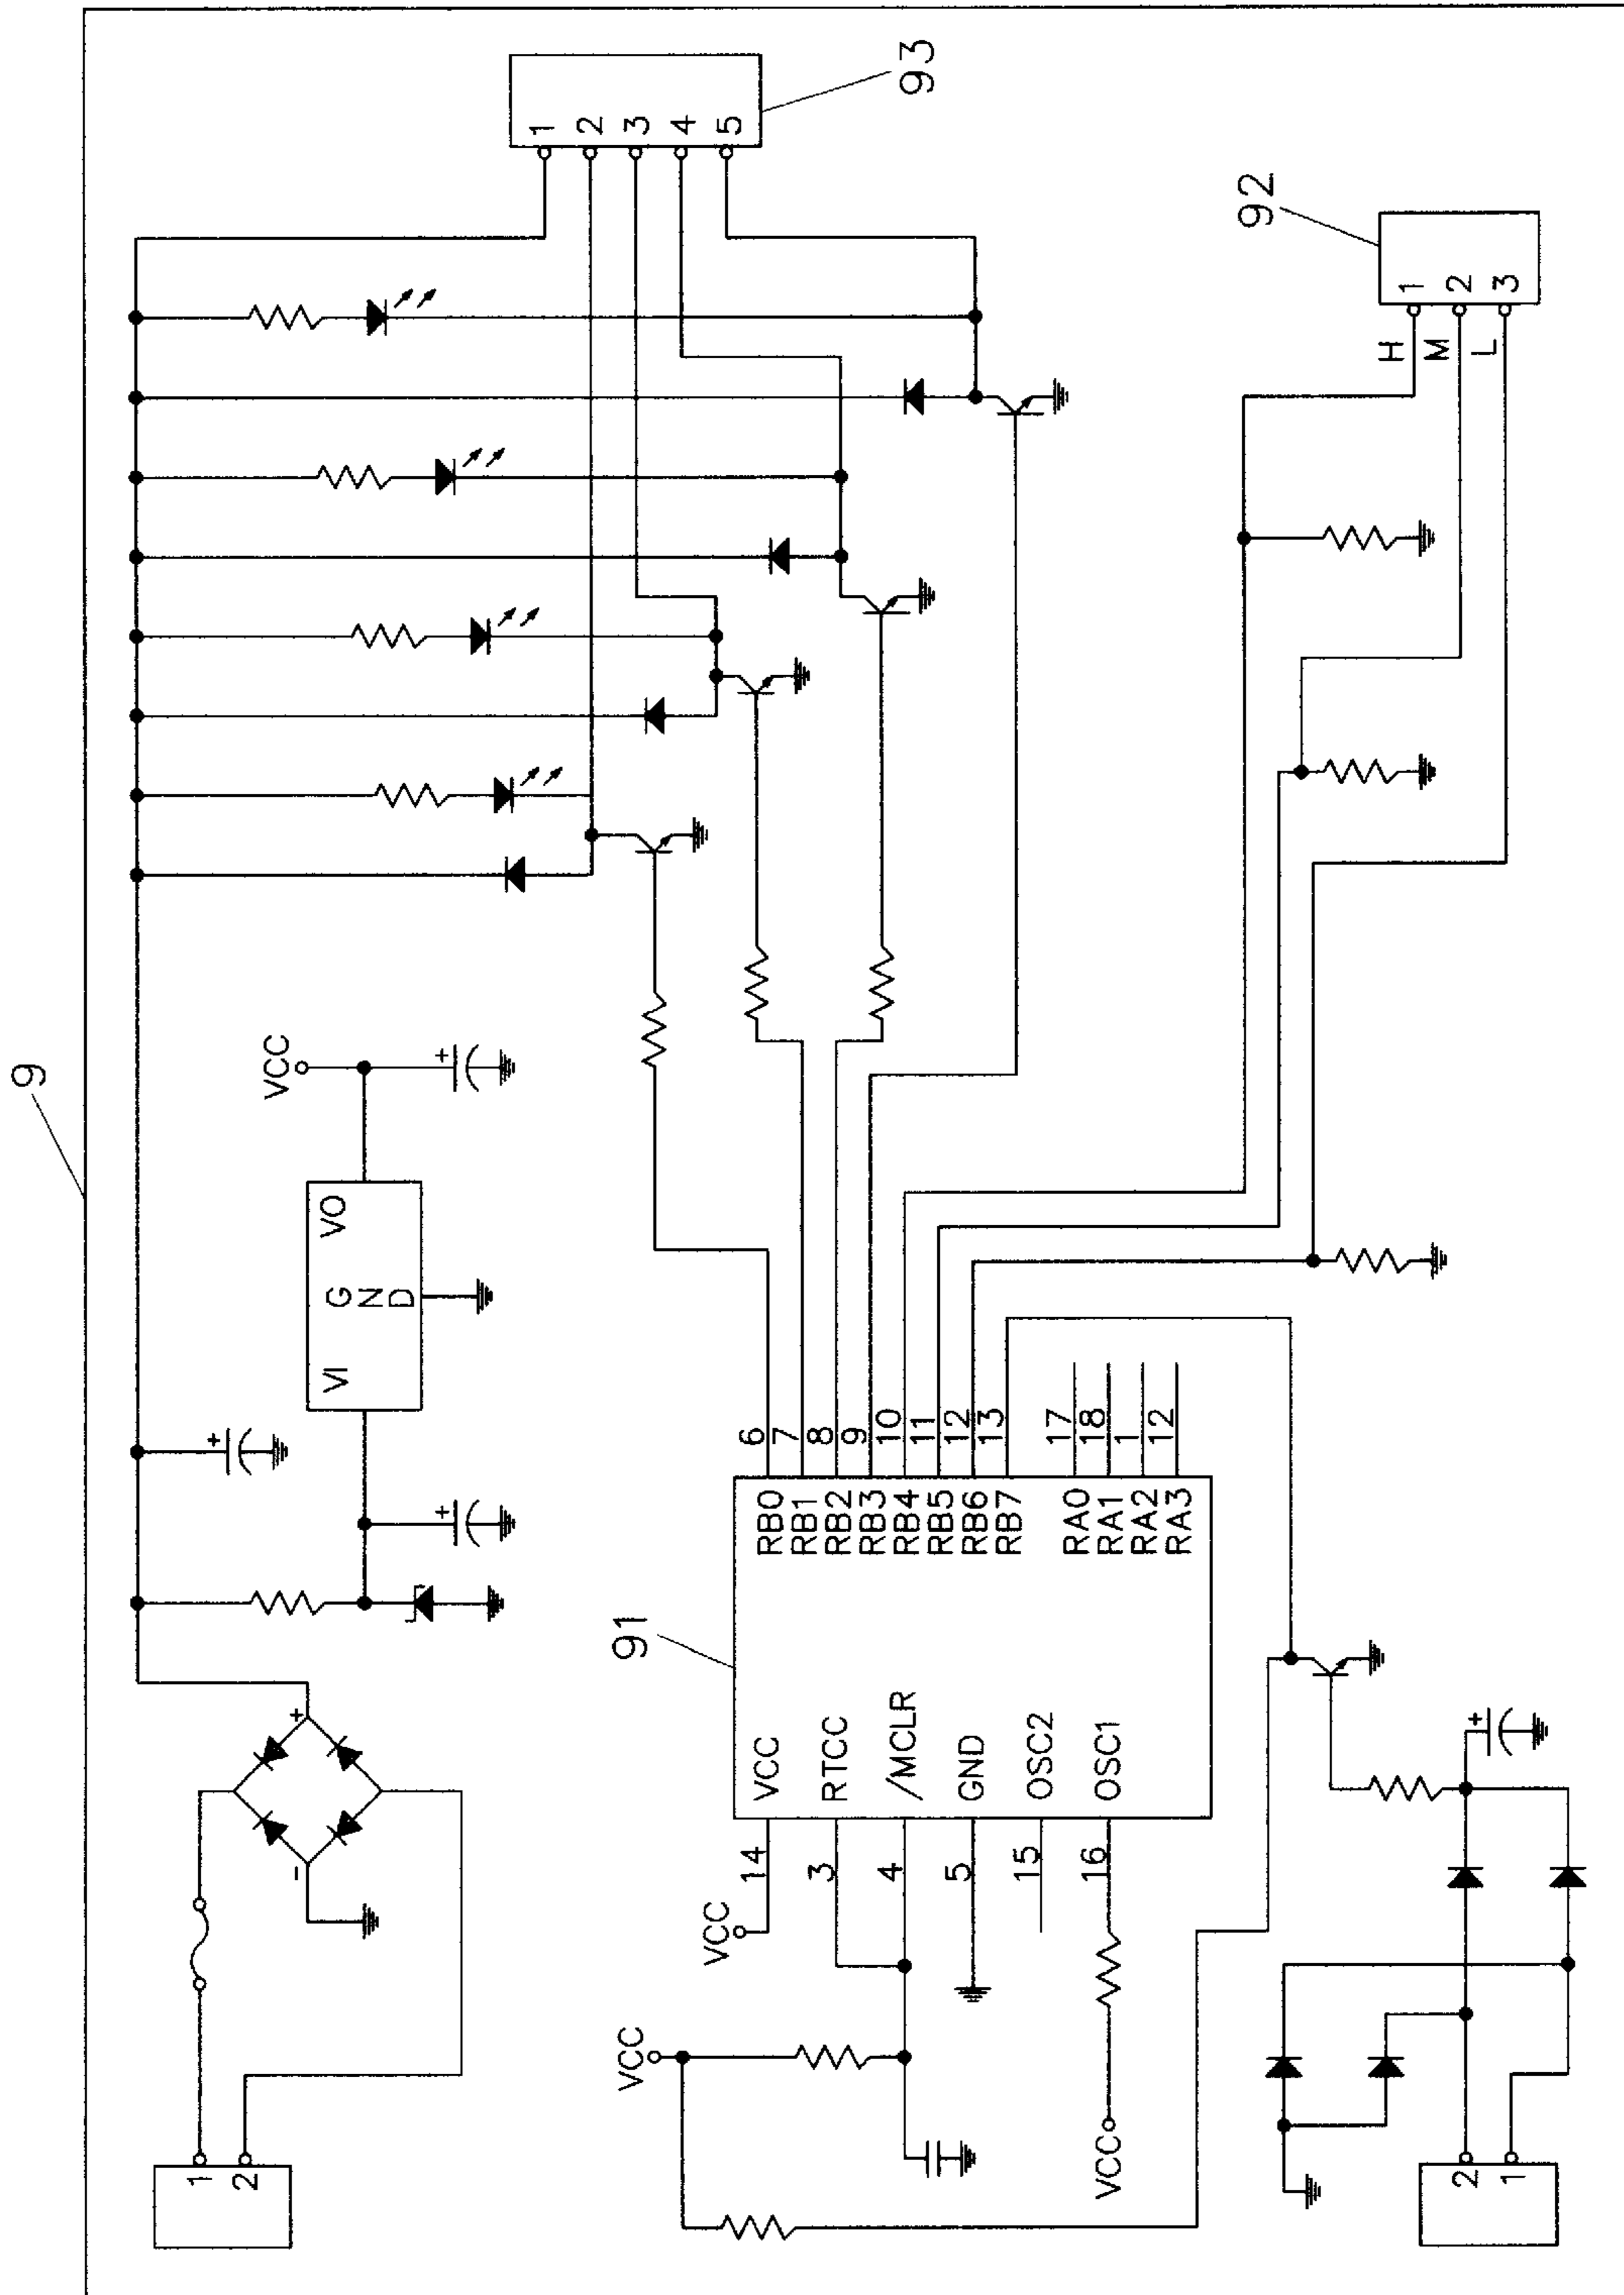 9
93
1
2
3
4
5
92
1
2
3
H
M
L
VCC
+
VI
G
N
D
VO
+
+
+
-
1
2
91
VCC
RTCC
/MCLR
GND
OSC2
OSC1
14
3
4
5
15
16
RB0
RB1
RB2
RB3
RB4
RB5
RB6
RB7
RA0
RA1
RA2
RA3
6
7
8
9
10
11
12
13
17
18
1
12
VCC
VCC
VCC
+
2
1